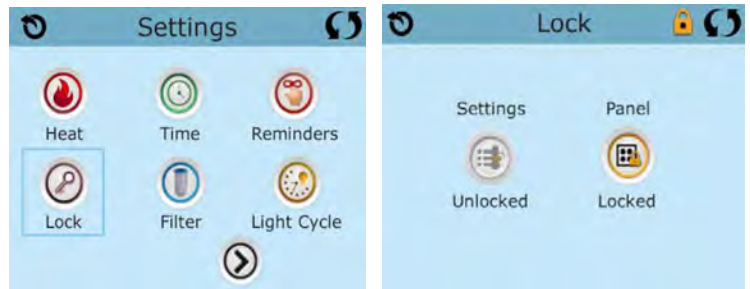 Settings
Heat
Time
Reminders
Lock
Filter
Light Cycle
Lock
Settings
Panel
Unlocked
Locked